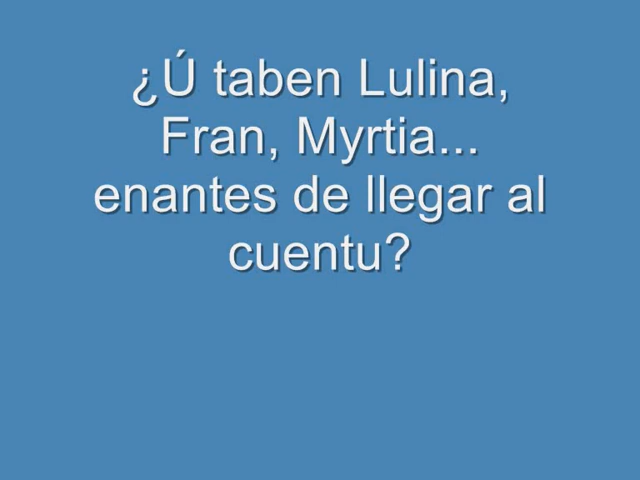 ¿Ú taben Lulina,
Fran, Myrtia...
enantes de llegar al
cuentu?